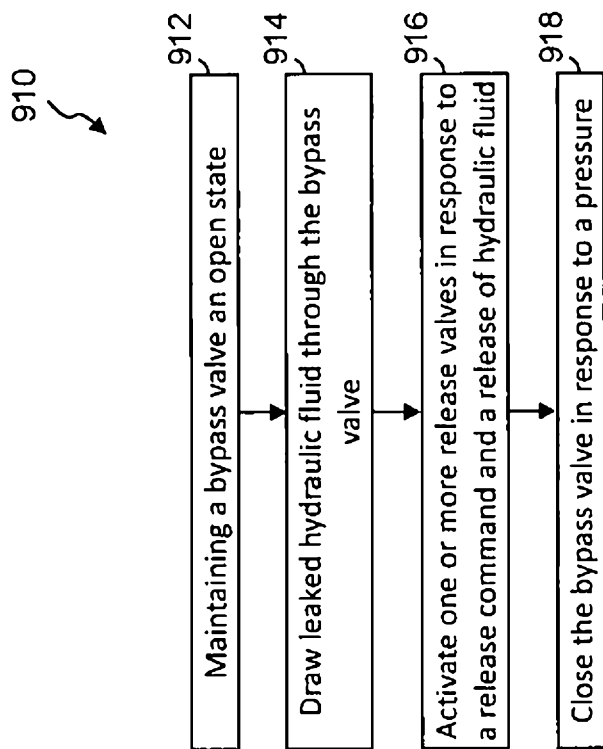 910
912
Maintaining a bypass valve an open state
914
Draw leaked hydraulic fluid through the bypass
valve
916
Activate one or more release valves in response to
a release command and a release of hydraulic fluid
918
Close the bypass valve in response to a pressure